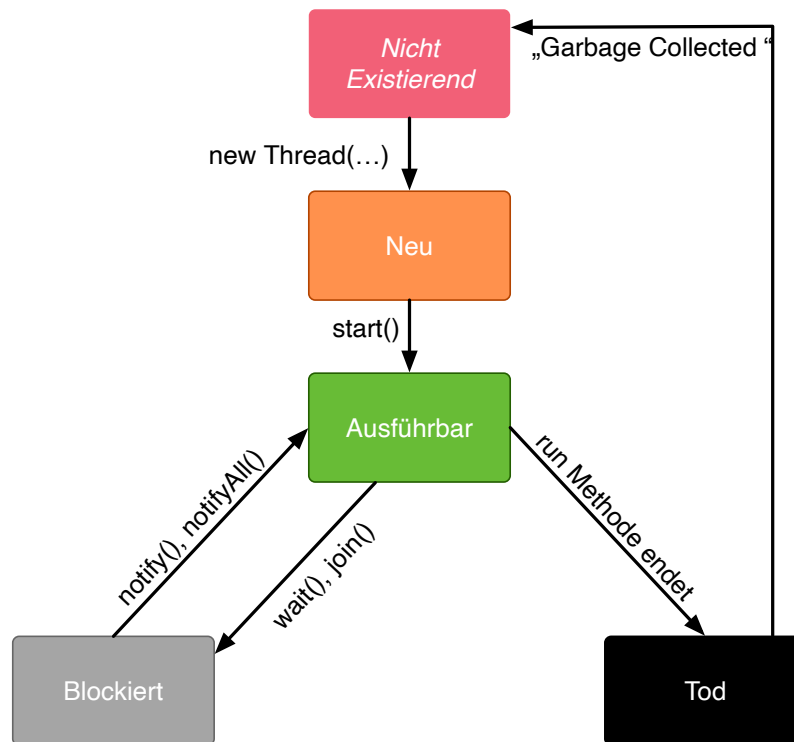 Nicht
Existierend
„Garbage Collected “
new Thread(…)
Neu
start()
Ausführbar
notify(), notifyAll()
wait(), join()
run Methode endet
Blockiert
Tod